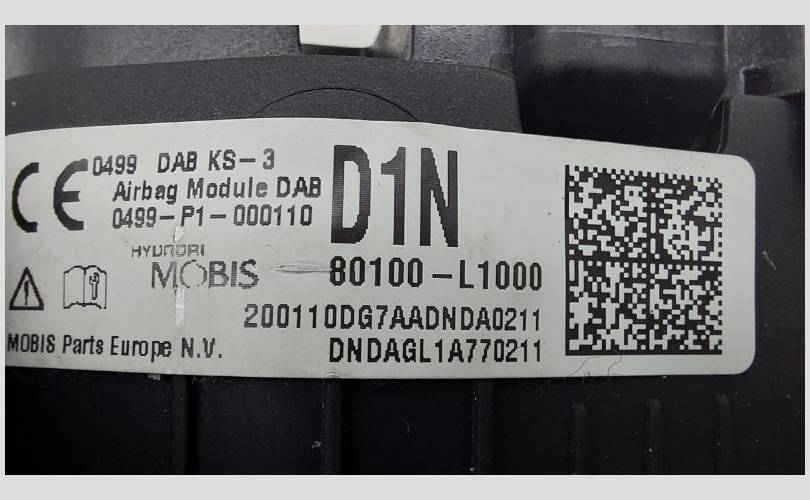 CE 0499 DAB KS-3
Airbag Module DAB
0499-P1-000110
D1N
HYUNDAI
MOBIS
80100-L1000
200110DG7AADNDA0211
MOBIS Parts Europe N.V.
DNDAGL1A770211